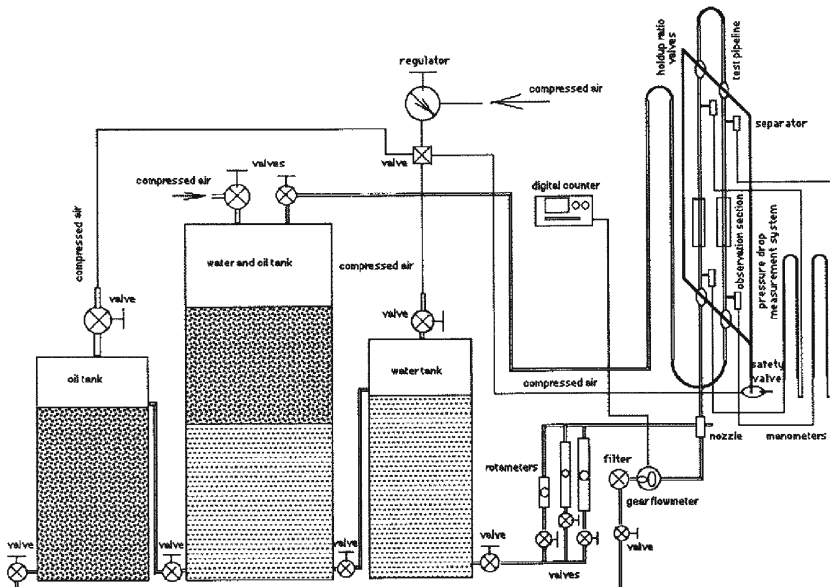 regulator
compressed air
valve
valves
compressed air
compressed air
water and oil tank
compressed air
digital counter
valve
oil tank
valve
water tank
compressed air
holdup ratio
valves
test pipeline
separator
observation section
pressure drop
measurement system
safety
valve
nozzle
manometers
rotameters
filter
gear flowmeter
valve
valve
valve
valve
valve
valves
valve